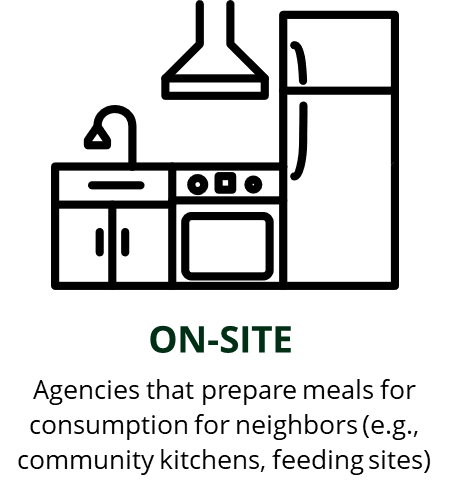 ON-SITE
Agencies that prepare meals for
consumption for neighbors (e.g.,
community kitchens, feeding sites)